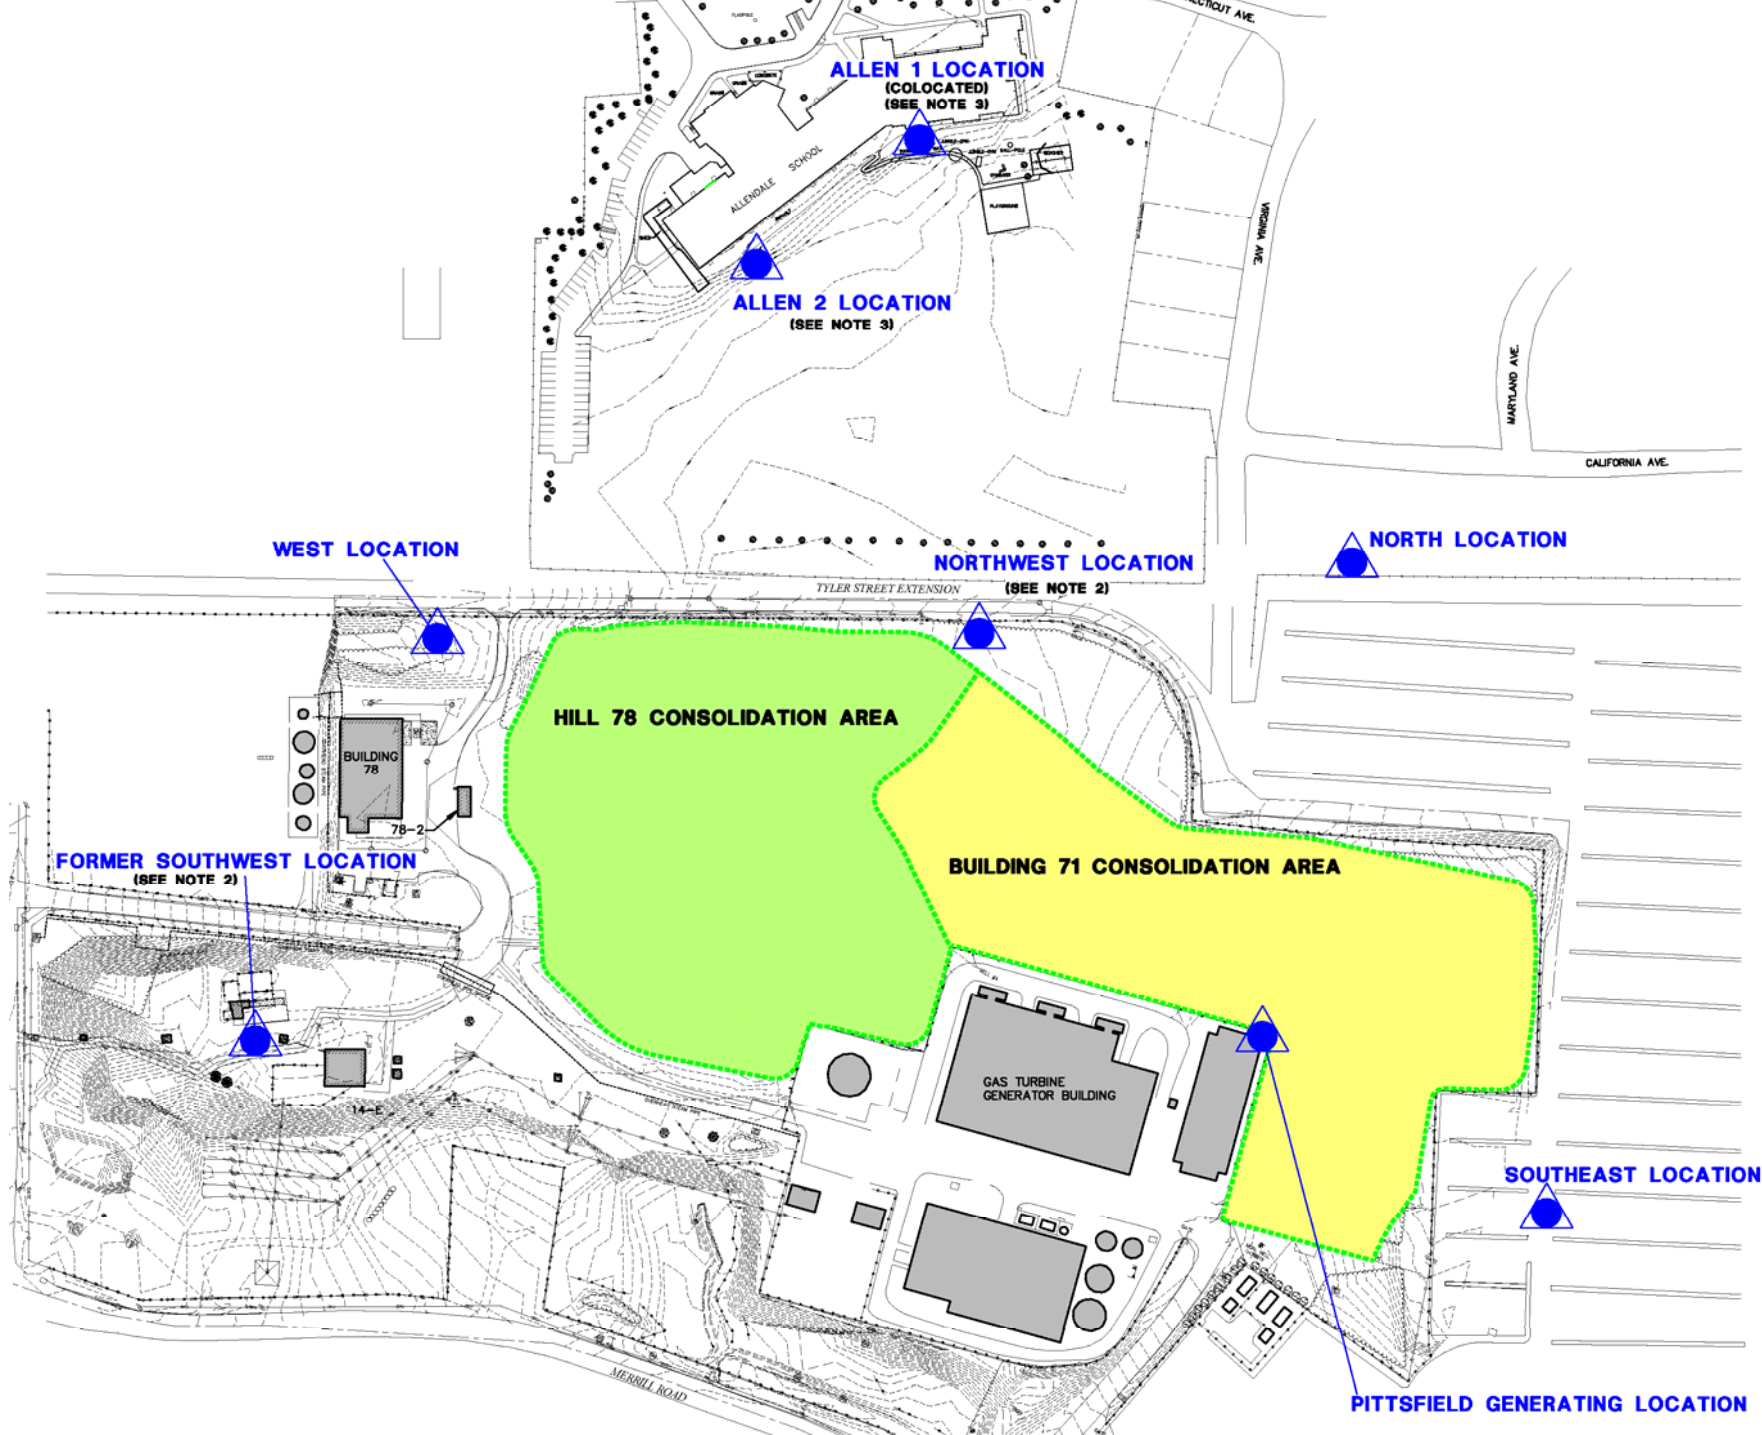 FLAGPOLE
CONCRETE
ALLEN 1 LOCATION
(COLOCATED)
(SEE NOTE 3)
ALLENDALE SCHOOL
PLAYGROUND
VIRGINIA AVE.
ALLEN 2 LOCATION
(SEE NOTE 3)
MARYLAND AVE.
CALIFORNIA AVE.
WEST LOCATION
NORTH LOCATION
NORTHWEST LOCATION
(SEE NOTE 2)
TYLER STREET EXTENSION
HILL 78 CONSOLIDATION AREA
BUILDING
78
78-2
FORMER SOUTHWEST LOCATION
(SEE NOTE 2)
BUILDING 71 CONSOLIDATION AREA
GAS TURBINE
GENERATOR BUILDING
14-E
SOUTHEAST LOCATION
MERRILL ROAD
PITTSFIELD GENERATING LOCATION